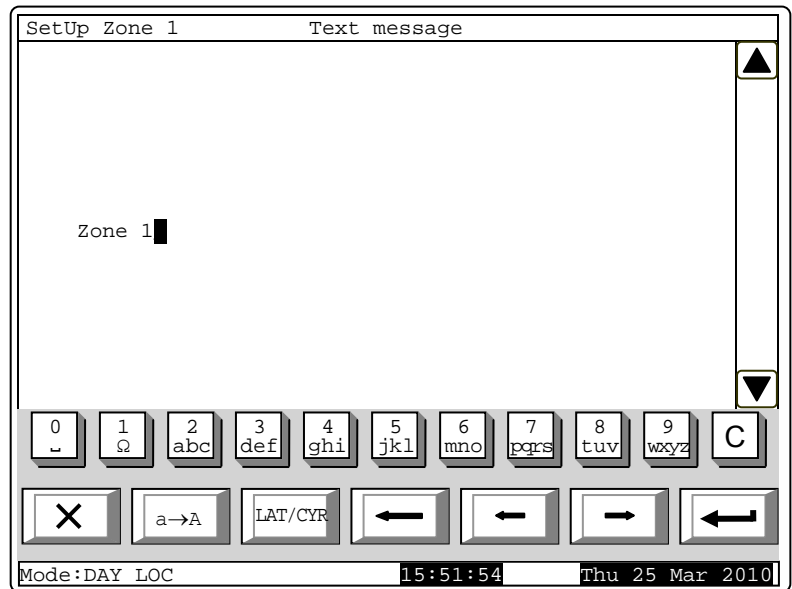 SetUp Zone 1 Text message
Zone 1
0 1 2 3 4 5 6 7 8 9 C
␣ Ω abc def ghi jkl mno pqrs tuv wxyz
a→A LAT/CYR
Mode:DAY LOC 15:51:54 Thu 25 Mar 2010